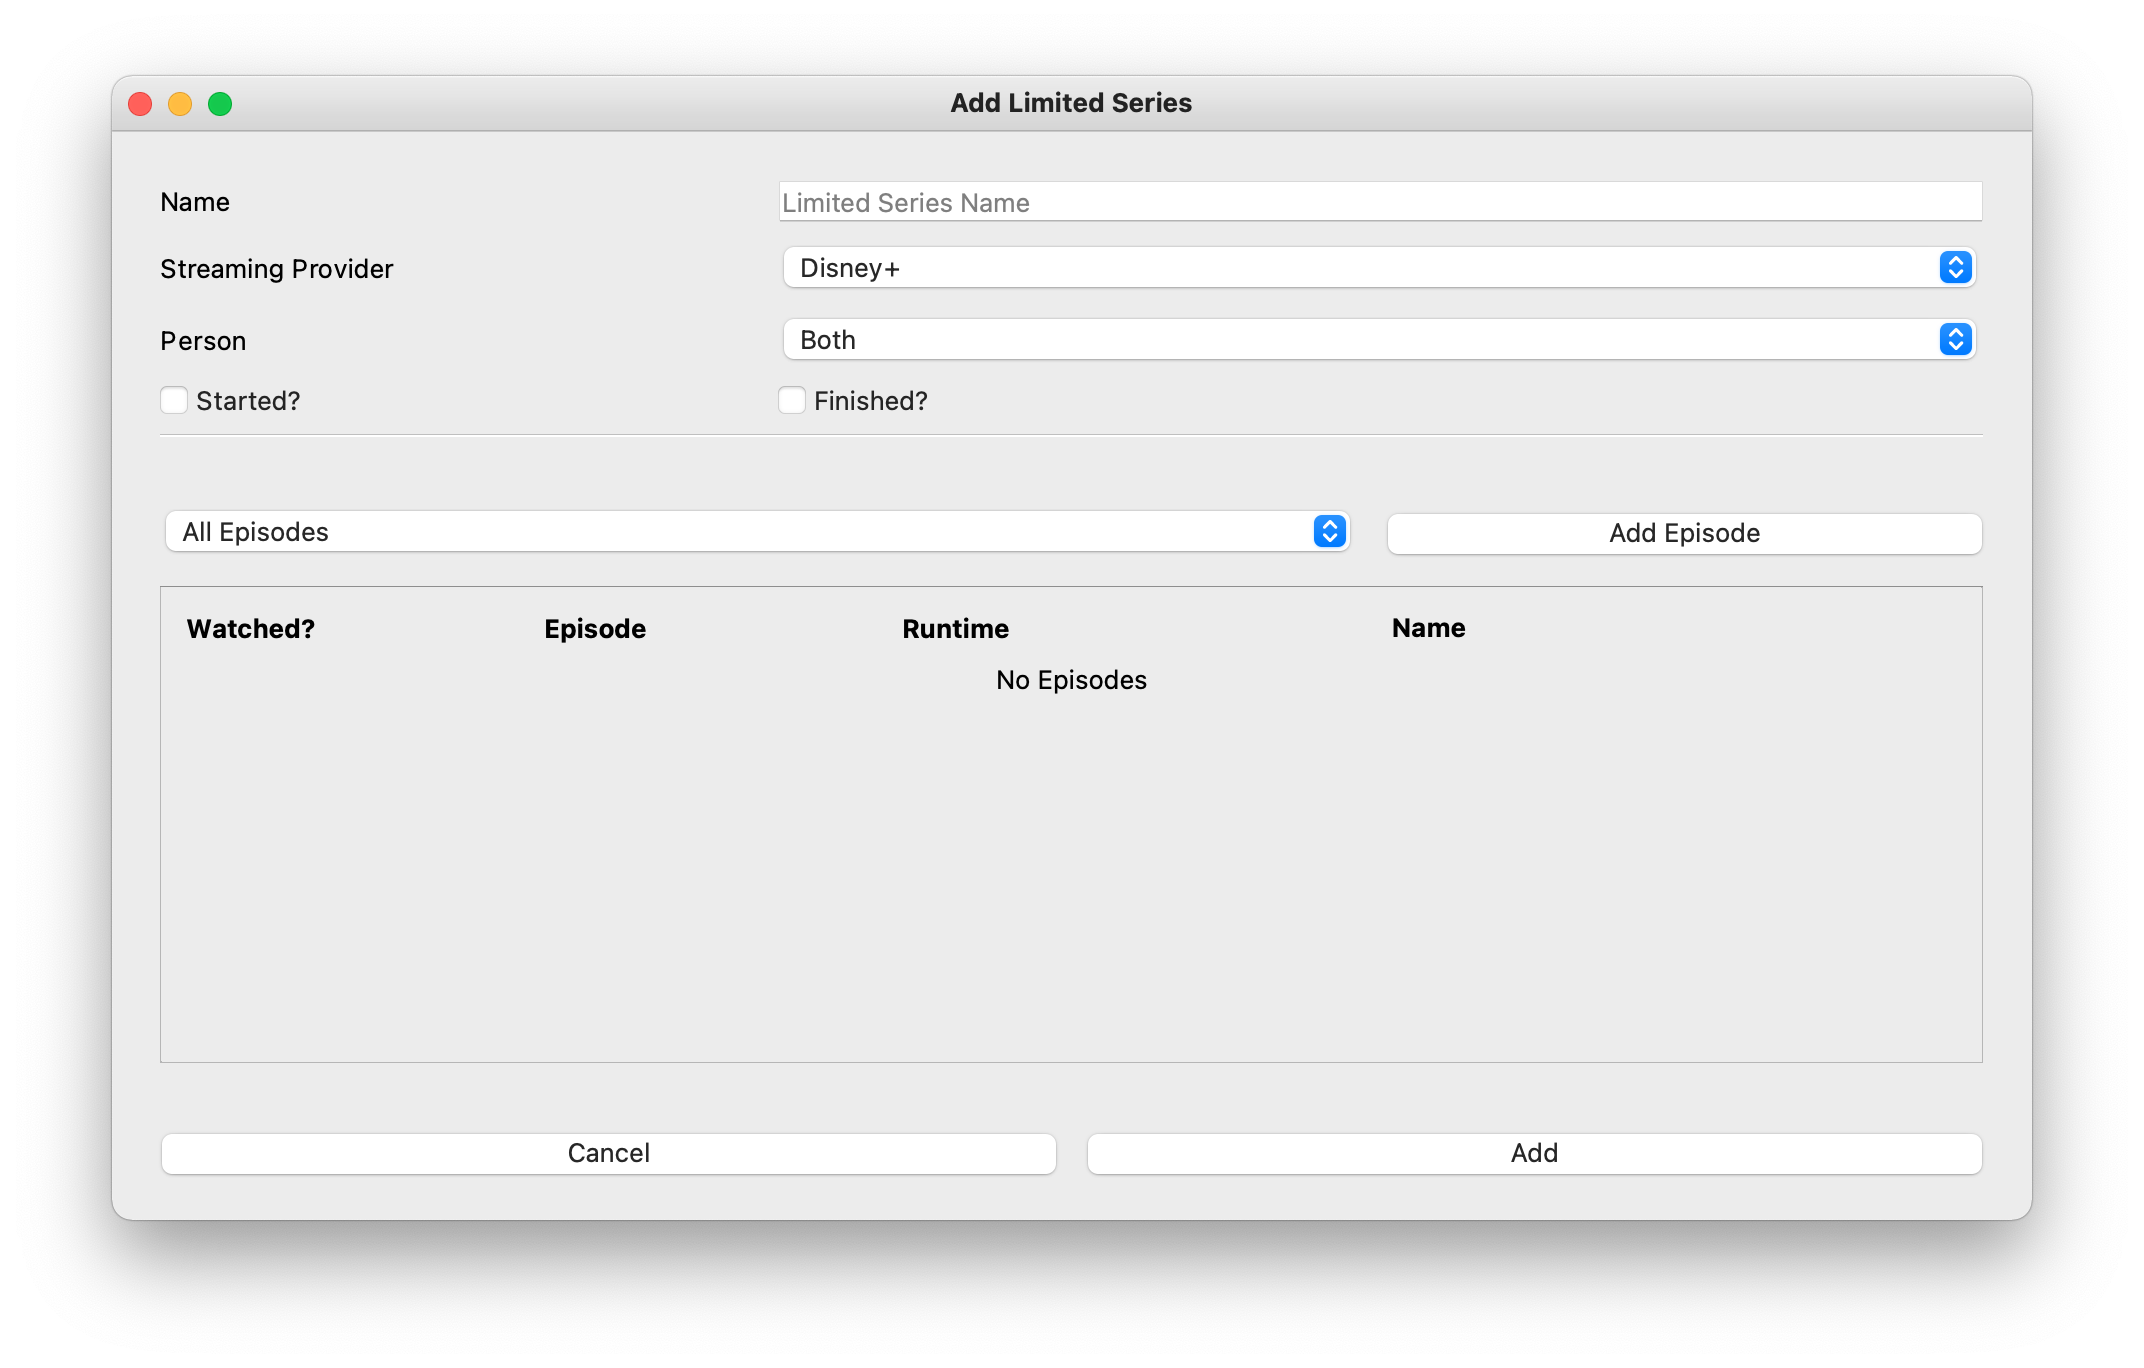 Add Limited Series
Name
Limited Series Name
Streaming Provider
Disney+
Person
Both
Started?
Finished?
All Episodes
Add Episode
Watched? Episode Runtime Name
No Episodes
Cancel
Add